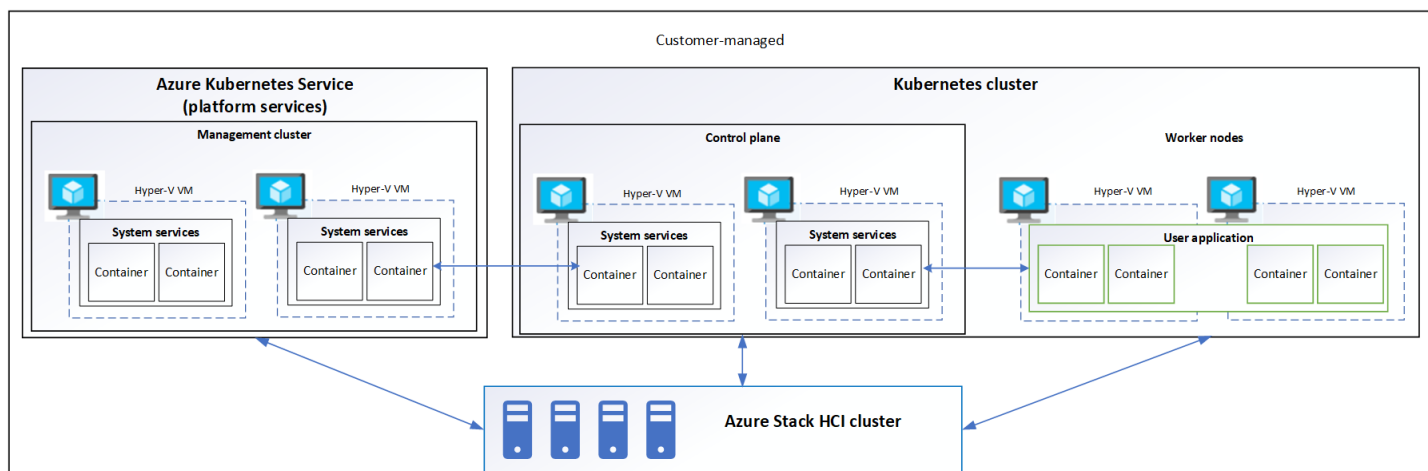 Customer-managed
Azure Kubernetes Service
(platform services)
Management cluster
Hyper-V VM
System services
Container
Container
Hyper-V VM
System services
Container
Container
Kubernetes cluster
Control plane
Hyper-V VM
System services
Container
Container
Hyper-V VM
System services
Container
Container
Worker nodes
Hyper-V VM
Hyper-V VM
User application
Container
Container
Container
Container
Azure Stack HCI cluster